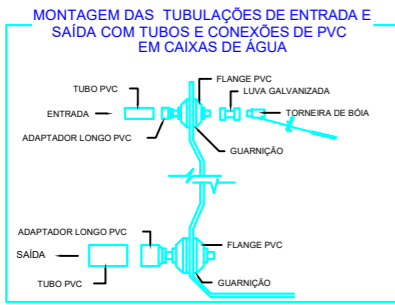 MONTAGEM DAS TUBULAÇÕES DE ENTRADA E
SAÍDA COM TUBOS E CONEXÕES DE PVC
EM CAIXAS DE ÁGUA
FLANGE PVC
TUBO PVC
LUVA GALVANIZADA
ENTRADA
TORNEIRA DE BÓIA
ADAPTADOR LONGO PVC
GUARNIÇÃO
ADAPTADOR LONGO PVC
FLANGE PVC
SAÍDA
TUBO PVC
GUARNIÇÃO